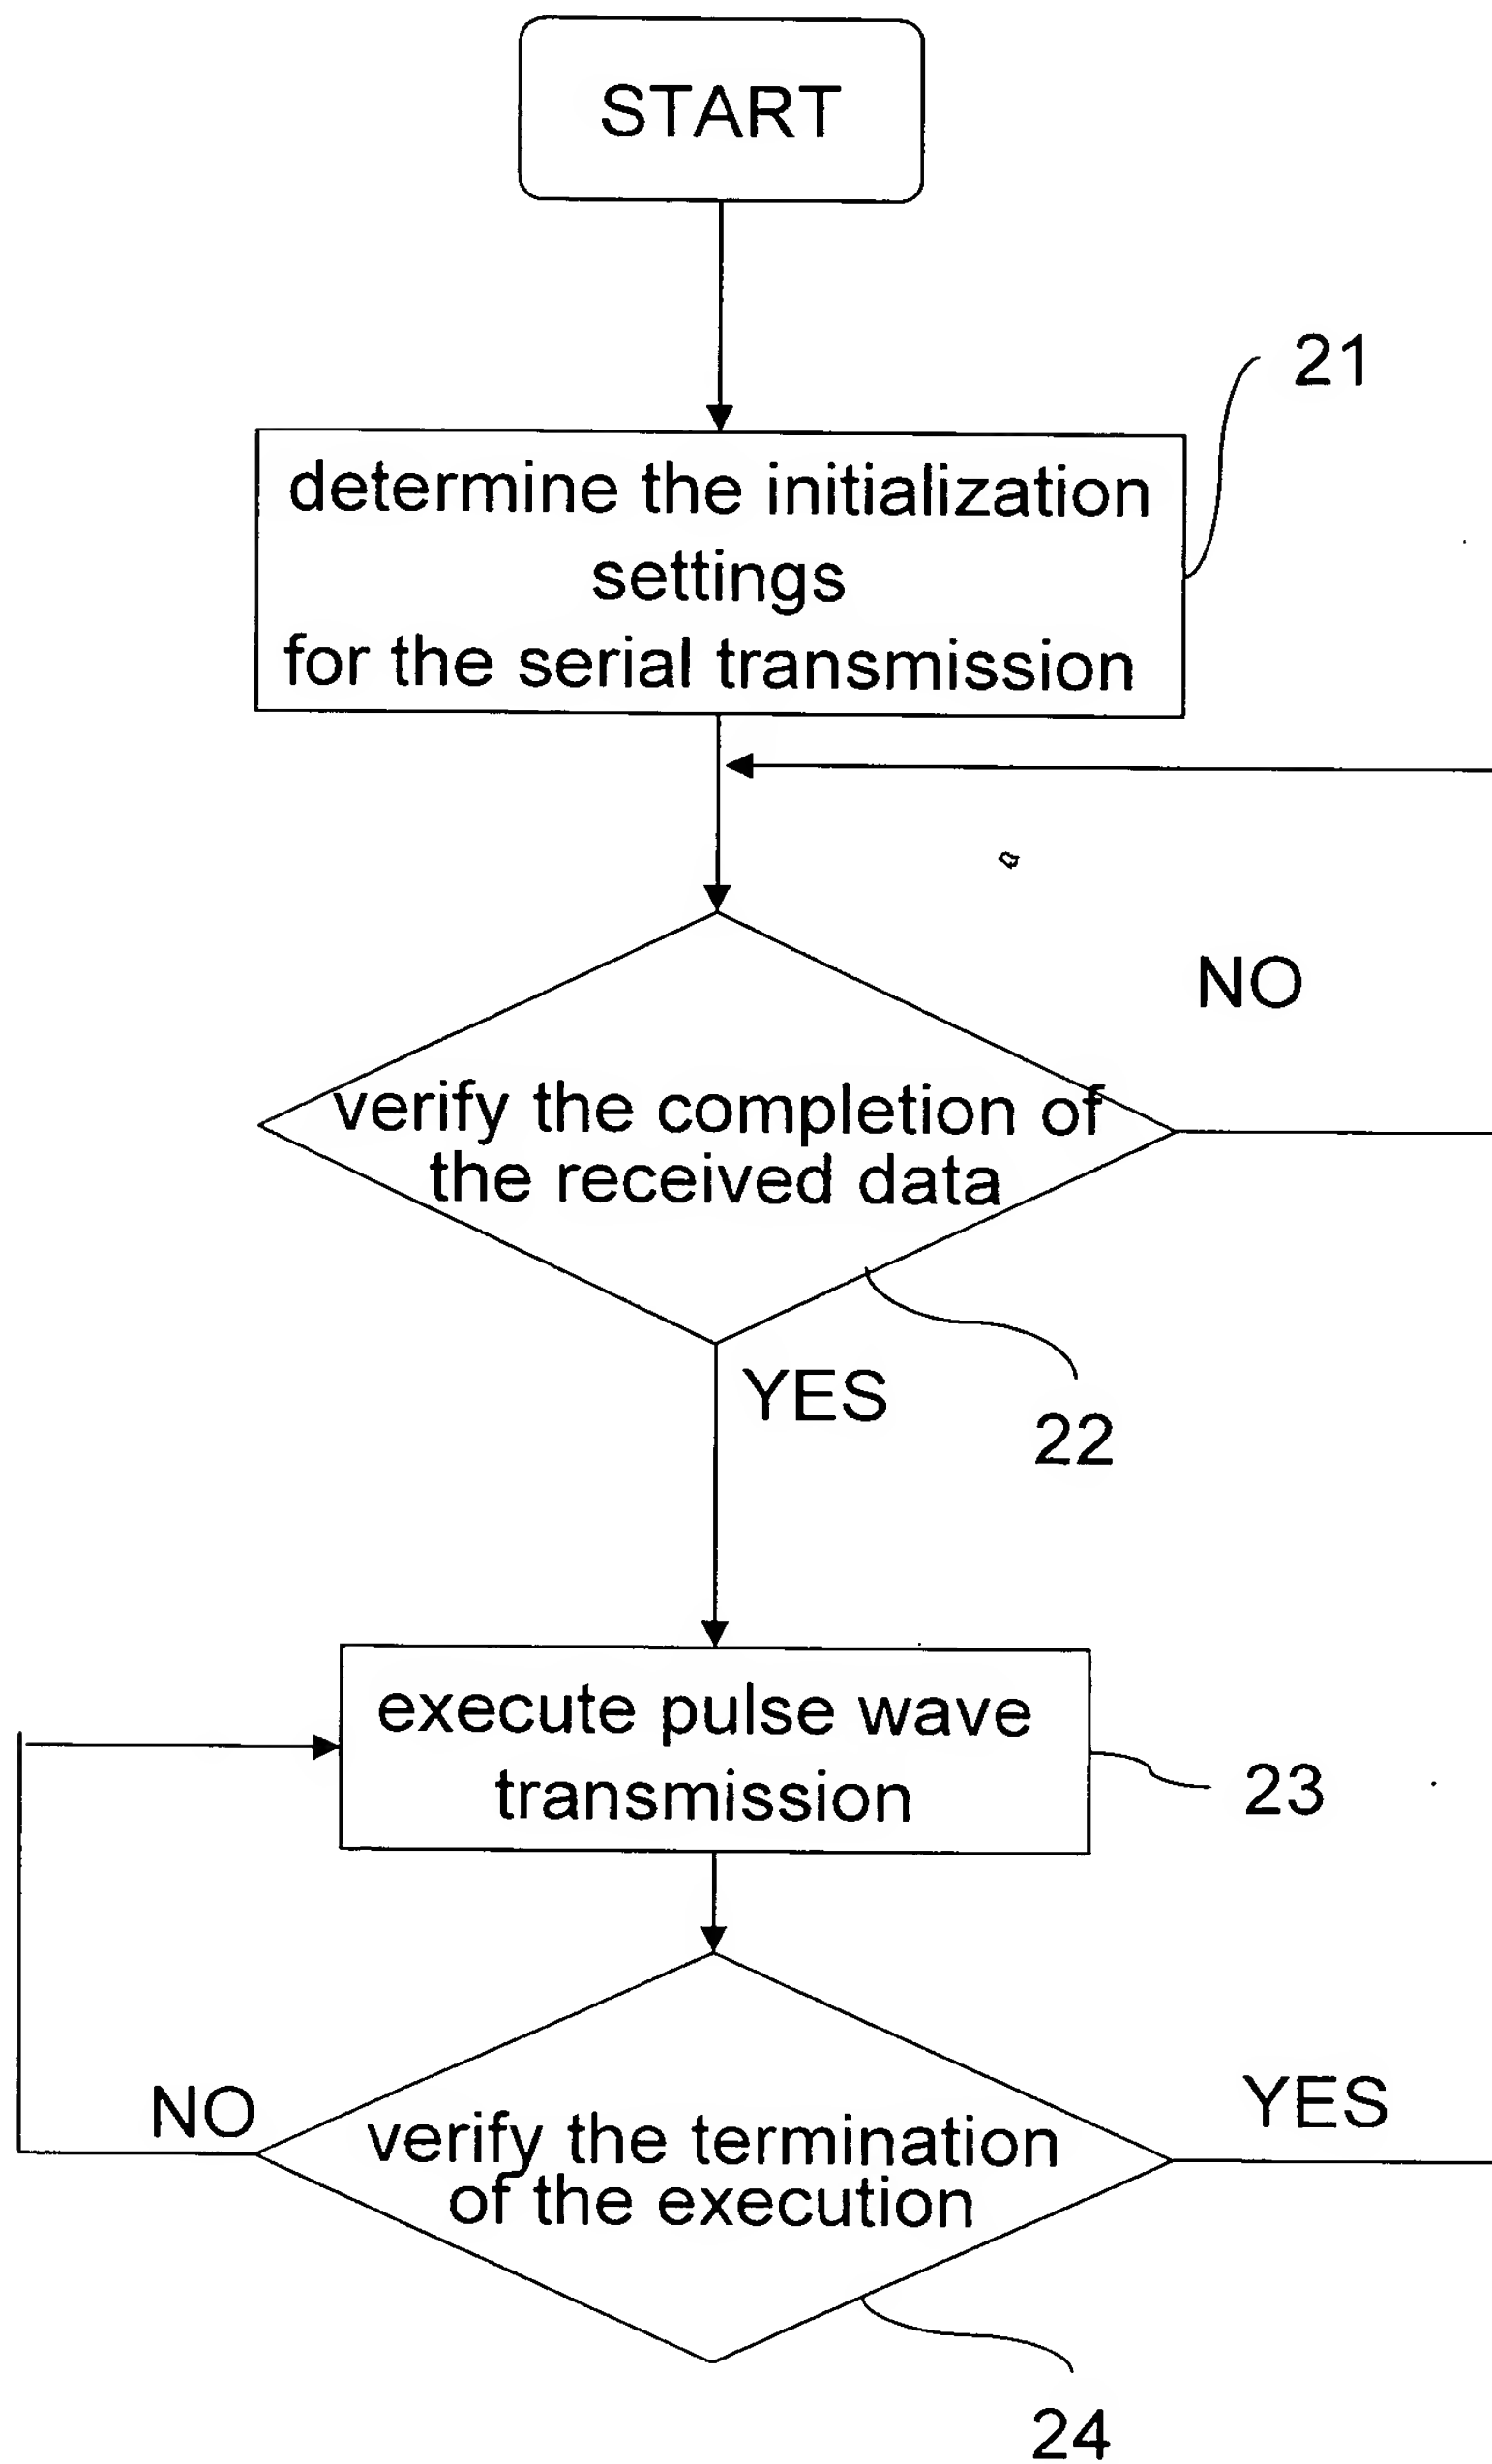 START
21
determine the initialization
settings
for the serial transmission
NO
verify the completion of
the received data
YES
22
execute pulse wave
transmission
23
NO
YES
verify the termination
of the execution
24